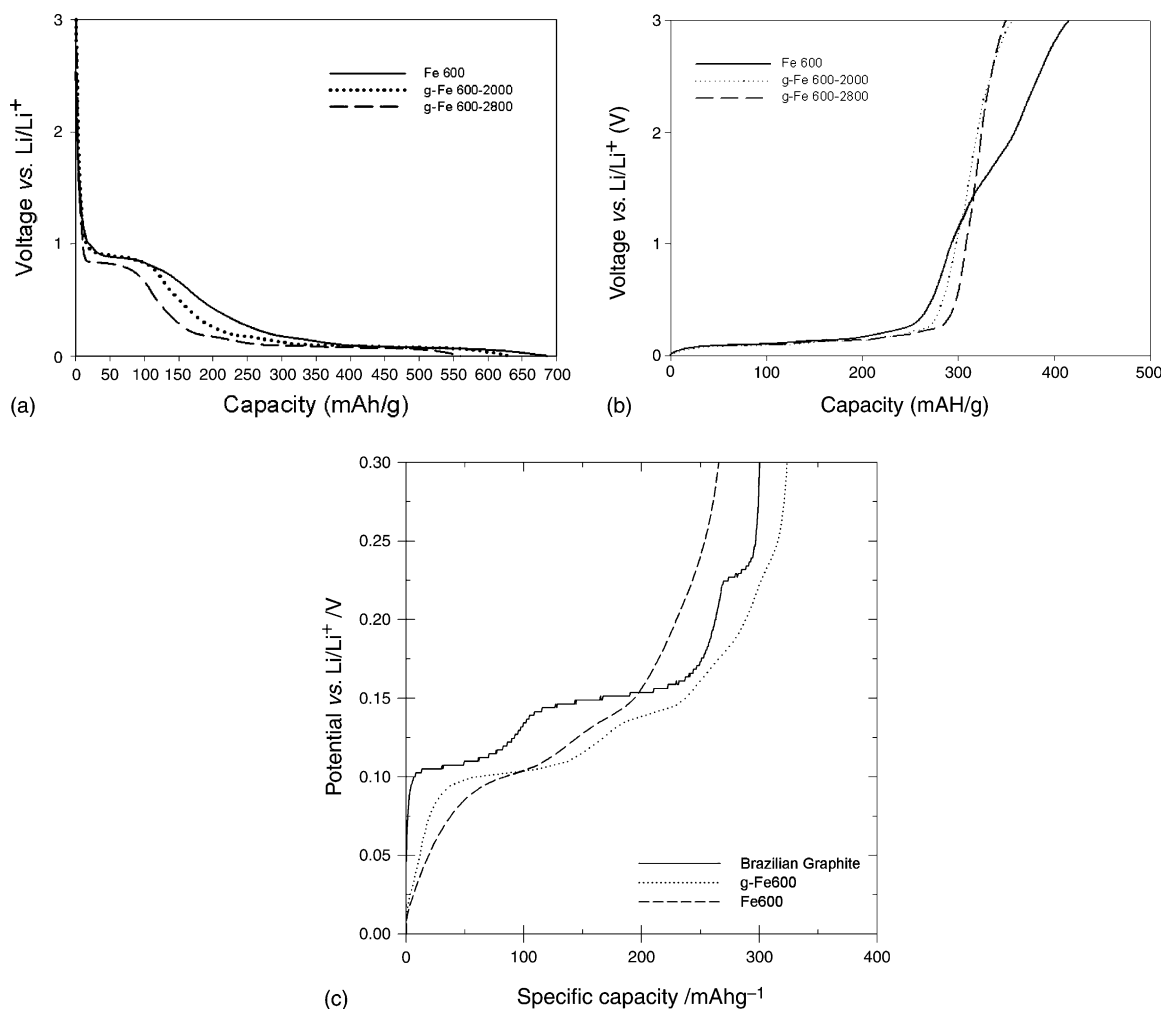 3
2
1
0
Voltage vs. Li/Li+
Fe 600
g-Fe 600-2000
g-Fe 600-2800
0 50 100 150 200 250 300 350 400 450 500 550 600 650 700
Capacity (mAh/g)
(a)
3
2
1
0
Voltage vs. Li/Li+ (V)
Fe 600
g-Fe 600-2000
g-Fe 600-2800
0 100 200 300 400 500
Capacity (mAH/g)
(b)
0.30
0.25
0.20
0.15
0.10
0.05
0.00
Potential vs. Li/Li+ /V
Brazilian Graphite
g-Fe600
Fe600
0 100 200 300 400
Specific capacity /mAhg–1
(c)